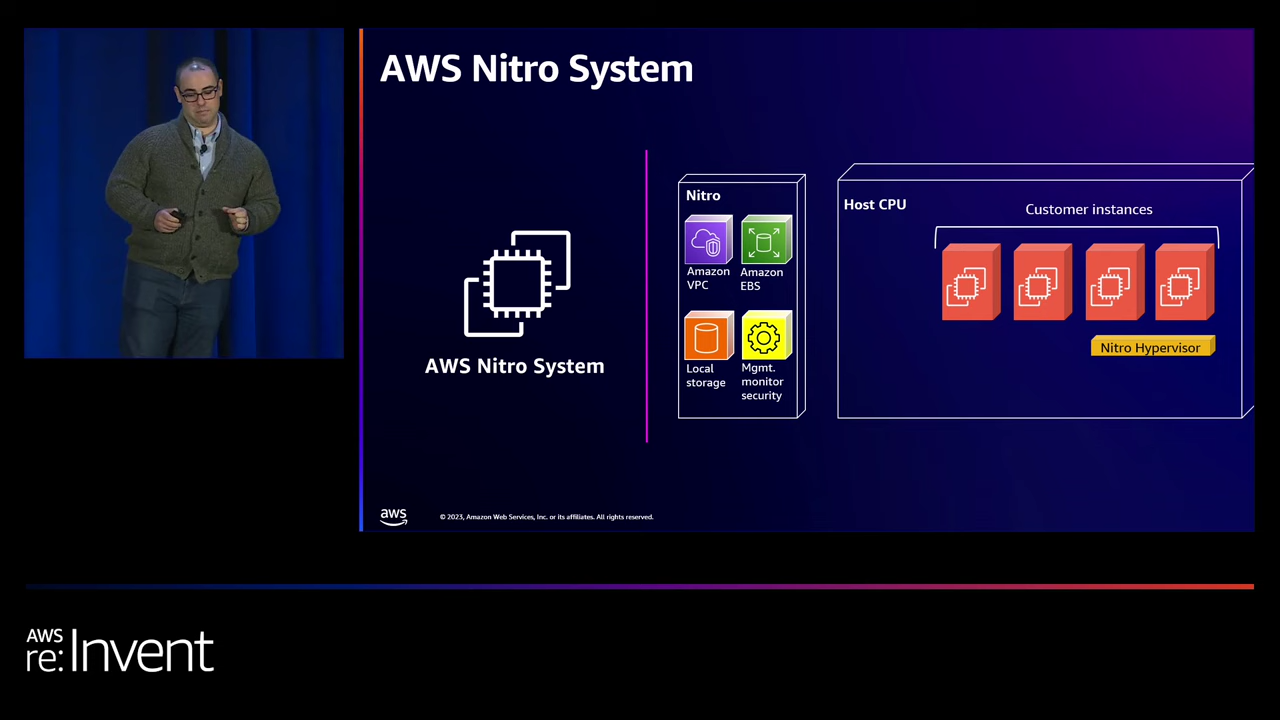 AWS Nitro System
AWS Nitro System
Nitro
Amazon
VPC
Amazon
EBS
Local
storage
Mgmt.
monitor
security
Host CPU
Customer instances
Nitro Hypervisor
aws
© 2023, Amazon Web Services, Inc. or its affiliates. All rights reserved.
AWS
re:Invent